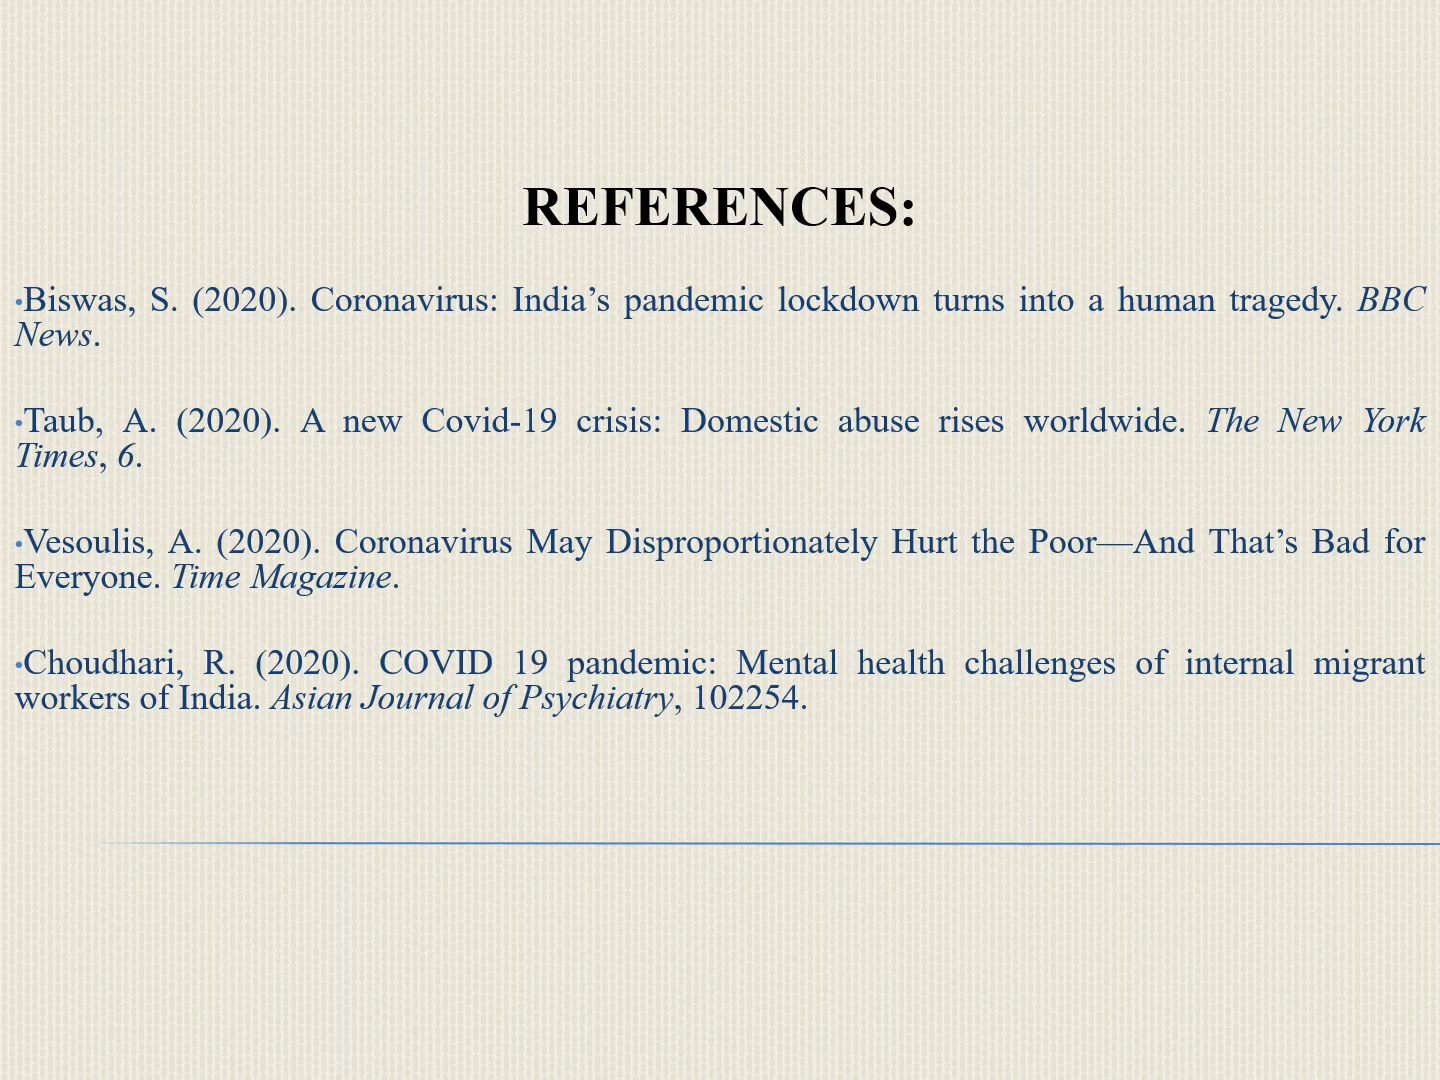 REFERENCES:
•Biswas, S. (2020). Coronavirus: India’s pandemic lockdown turns into a human tragedy. BBC
News.
•Taub, A. (2020). A new Covid-19 crisis: Domestic abuse rises worldwide. The New York
Times, 6.
•Vesoulis, A. (2020). Coronavirus May Disproportionately Hurt the Poor—And That’s Bad for
Everyone. Time Magazine.
•Choudhari, R. (2020). COVID 19 pandemic: Mental health challenges of internal migrant
workers of India. Asian Journal of Psychiatry, 102254.